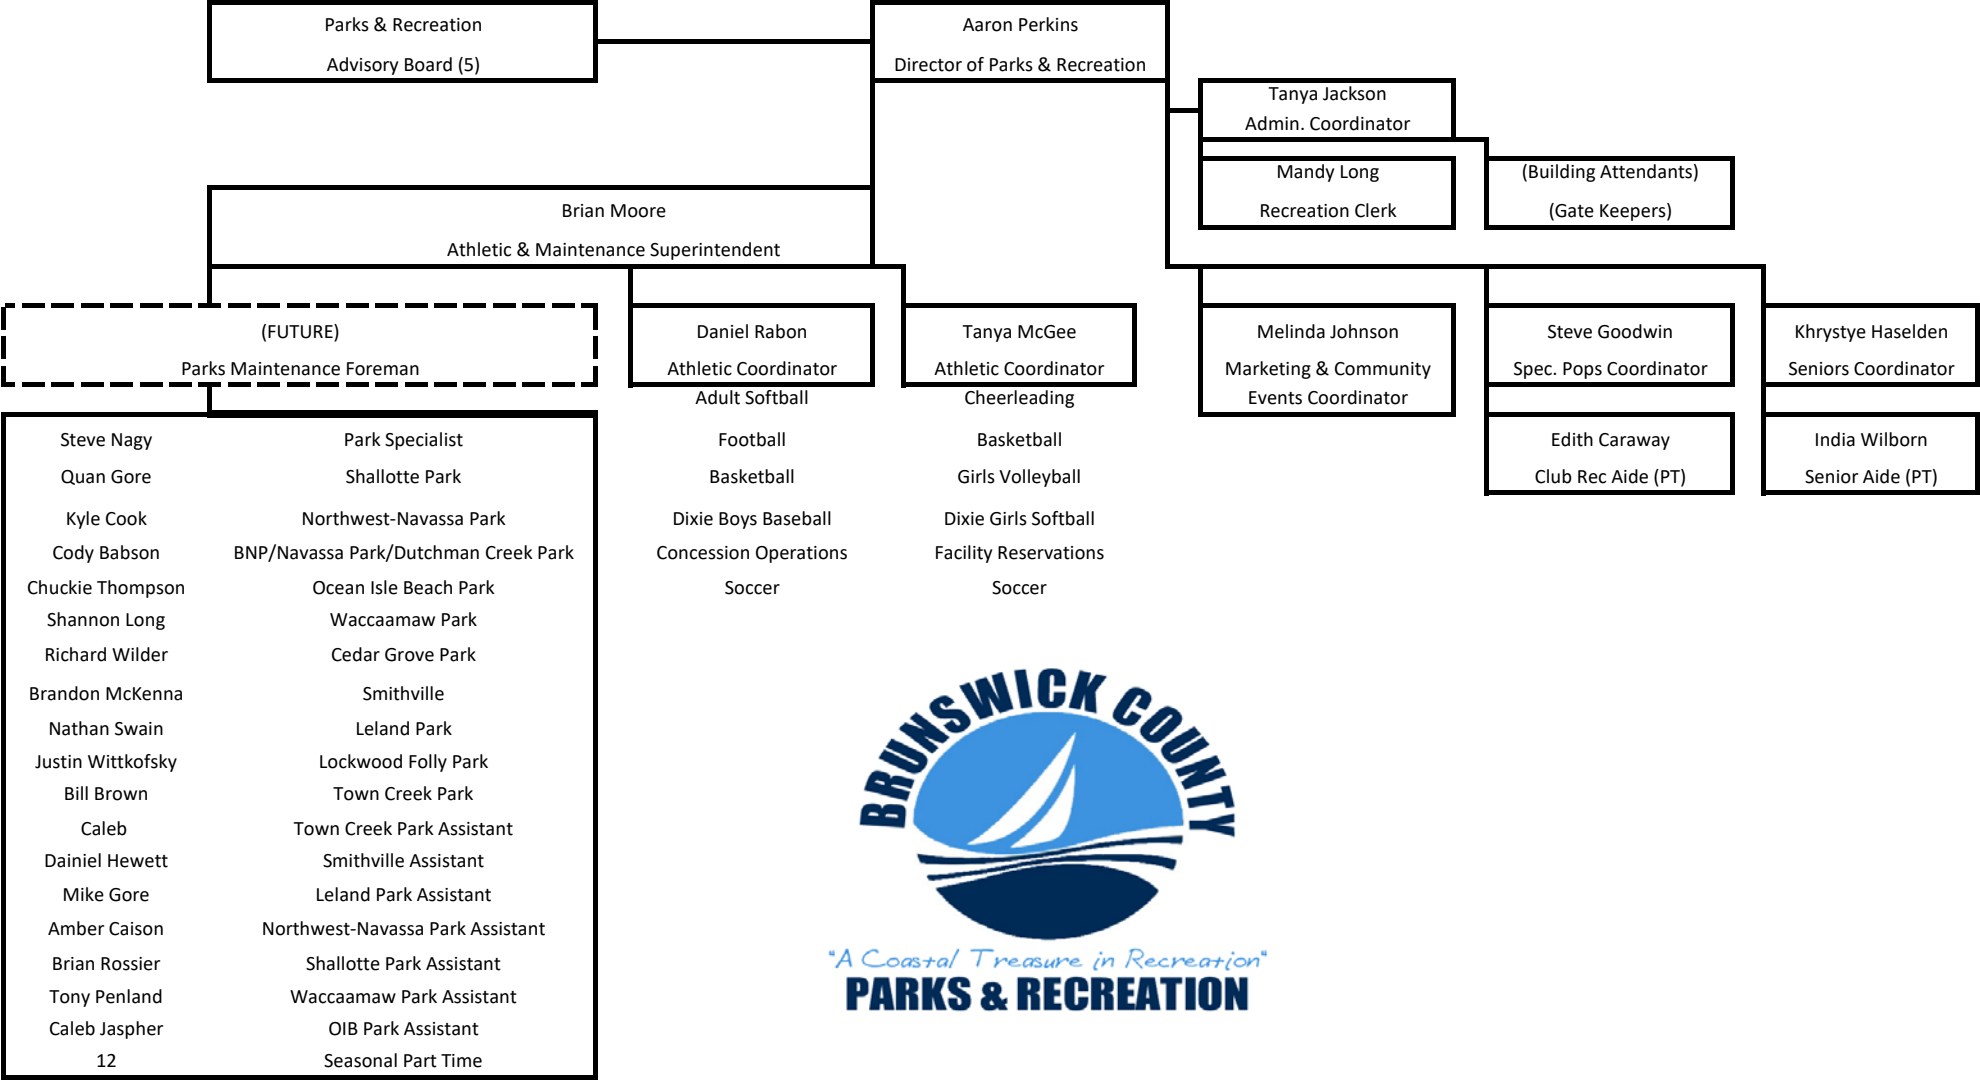 Parks & Recreation
Advisory Board (5)
Aaron Perkins
Director of Parks & Recreation
Tanya Jackson
Admin. Coordinator
Mandy Long
Recreation Clerk
(Building Attendants)
(Gate Keepers)
Brian Moore
Athletic & Maintenance Superintendent
(FUTURE)
Parks Maintenance Foreman
Daniel Rabon
Athletic Coordinator
Adult Softball
Football
Basketball
Dixie Boys Baseball
Concession Operations
Soccer
Tanya McGee
Athletic Coordinator
Cheerleading
Basketball
Girls Volleyball
Dixie Girls Softball
Facility Reservations
Soccer
Melinda Johnson
Marketing & Community
Events Coordinator
Steve Goodwin
Spec. Pops Coordinator
Edith Caraway
Club Rec Aide (PT)
Khrystye Haselden
Seniors Coordinator
India Wilborn
Senior Aide (PT)
Steve Nagy Park Specialist
Quan Gore Shallotte Park
Kyle Cook Northwest-Navassa Park
Cody Babson BNP/Navassa Park/Dutchman Creek Park
Chuckie Thompson Ocean Isle Beach Park
Shannon Long Waccaamaw Park
Richard Wilder Cedar Grove Park
Brandon McKenna Smithville
Nathan Swain Leland Park
Justin Wittkofsky Lockwood Folly Park
Bill Brown Town Creek Park
Caleb Town Creek Park Assistant
Dainiel Hewett Smithville Assistant
Mike Gore Leland Park Assistant
Amber Caison Northwest-Navassa Park Assistant
Brian Rossier Shallotte Park Assistant
Tony Penland Waccaamaw Park Assistant
Caleb Jaspher OIB Park Assistant
12 Seasonal Part Time
BRUNSWICK COUNTY
"A Coastal Treasure in Recreation"
PARKS & RECREATION